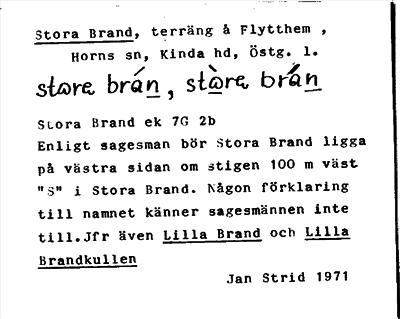 Stora Brand, terräng å Flytthem ,
Horns sn, Kinda hd, Östg. l.
stωre brán, stὼre brán
Stora Brand ek 7G 2b
Enligt sagesman bör Stora Brand ligga
på västra sidan om stigen 100 m väst
"S" i Stora Brand. Någon förklaring
till namnet känner sagesmännen inte
till.Jfr även Lilla Brand och Lilla
Brandkullen
Jan Strid 1971